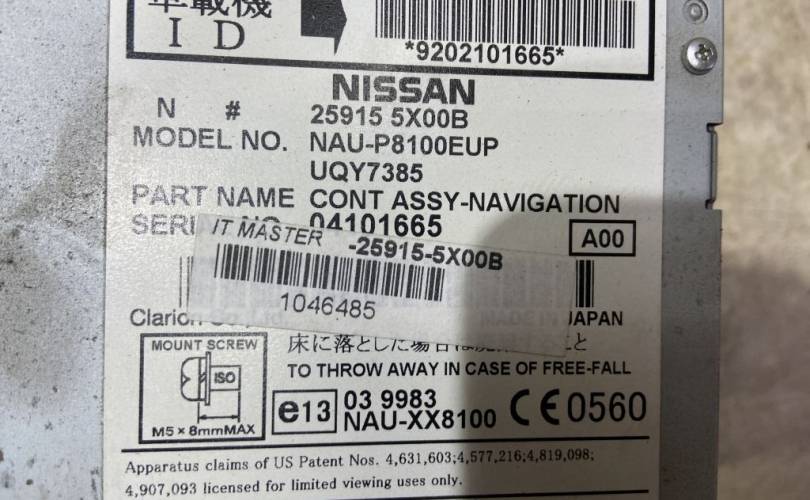 車載機
I D
*9202101665*
NISSAN
N # 25915 5X00B
MODEL NO. NAU-P8100EUP
UQY7385
PART NAME CONT ASSY-NAVIGATION
SERI 04101665
A00
IT MASTER -25915-5X00B
1046485
Clarion JAPAN
MOUNT SCREW
ISO
M5×8mmMAX
床に落とした場合は
TO THROW AWAY IN CASE OF FREE-FALL
e13 03 9983
NAU-XX8100 CE0560
Apparatus claims of US Patent Nos. 4,631,603;4,577,216;4,819,098;
4,907,093 licensed for limited viewing uses only.